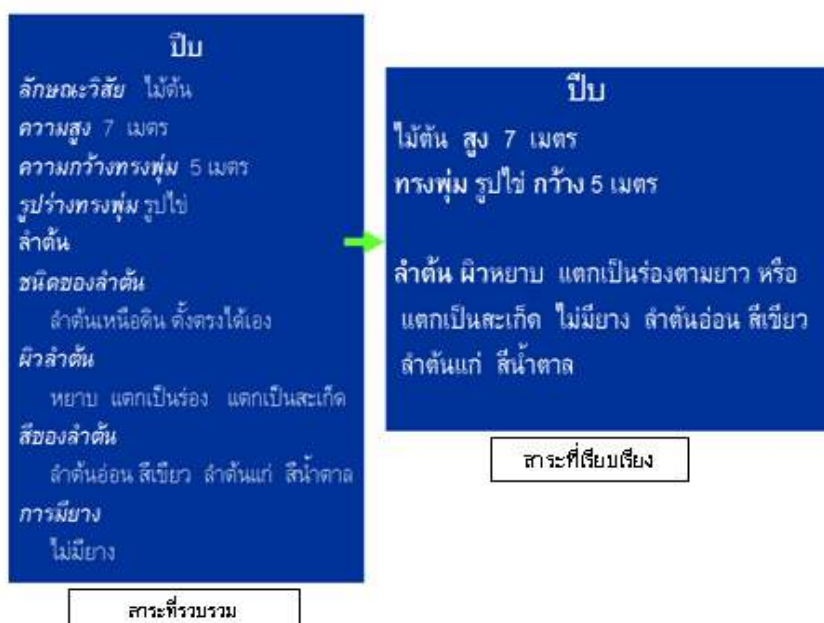 ปีบ
ลักษณะวิสัย ไม้ต้น
ความสูง 7 เมตร
ความกว้างทรงพุ่ม 5 เมตร
รูปร่างทรงพุ่ม รูปไข่
ลำต้น
ชนิดของลำต้น
ลำต้นเหนือดิน ตั้งตรงได้เอง
ผิวลำต้น
หยาบ แตกเป็นร่อง แตกเป็นสะเก็ด
สีของลำต้น
ลำต้นอ่อน สีเขียว ลำต้นแก่ สีน้ำตาล
การมียาง
ไม่มียาง
สาระที่รวบรวม
ปีบ
ไม้ต้น สูง 7 เมตร
ทรงพุ่ม รูปไข่ กว้าง 5 เมตร
ลำต้น ผิวหยาบ แตกเป็นร่องตามยาว หรือ
แตกเป็นสะเก็ด ไม่มียาง ลำต้นอ่อน สีเขียว
ลำต้นแก่ สีน้ำตาล
สาระที่เรียบเรียง